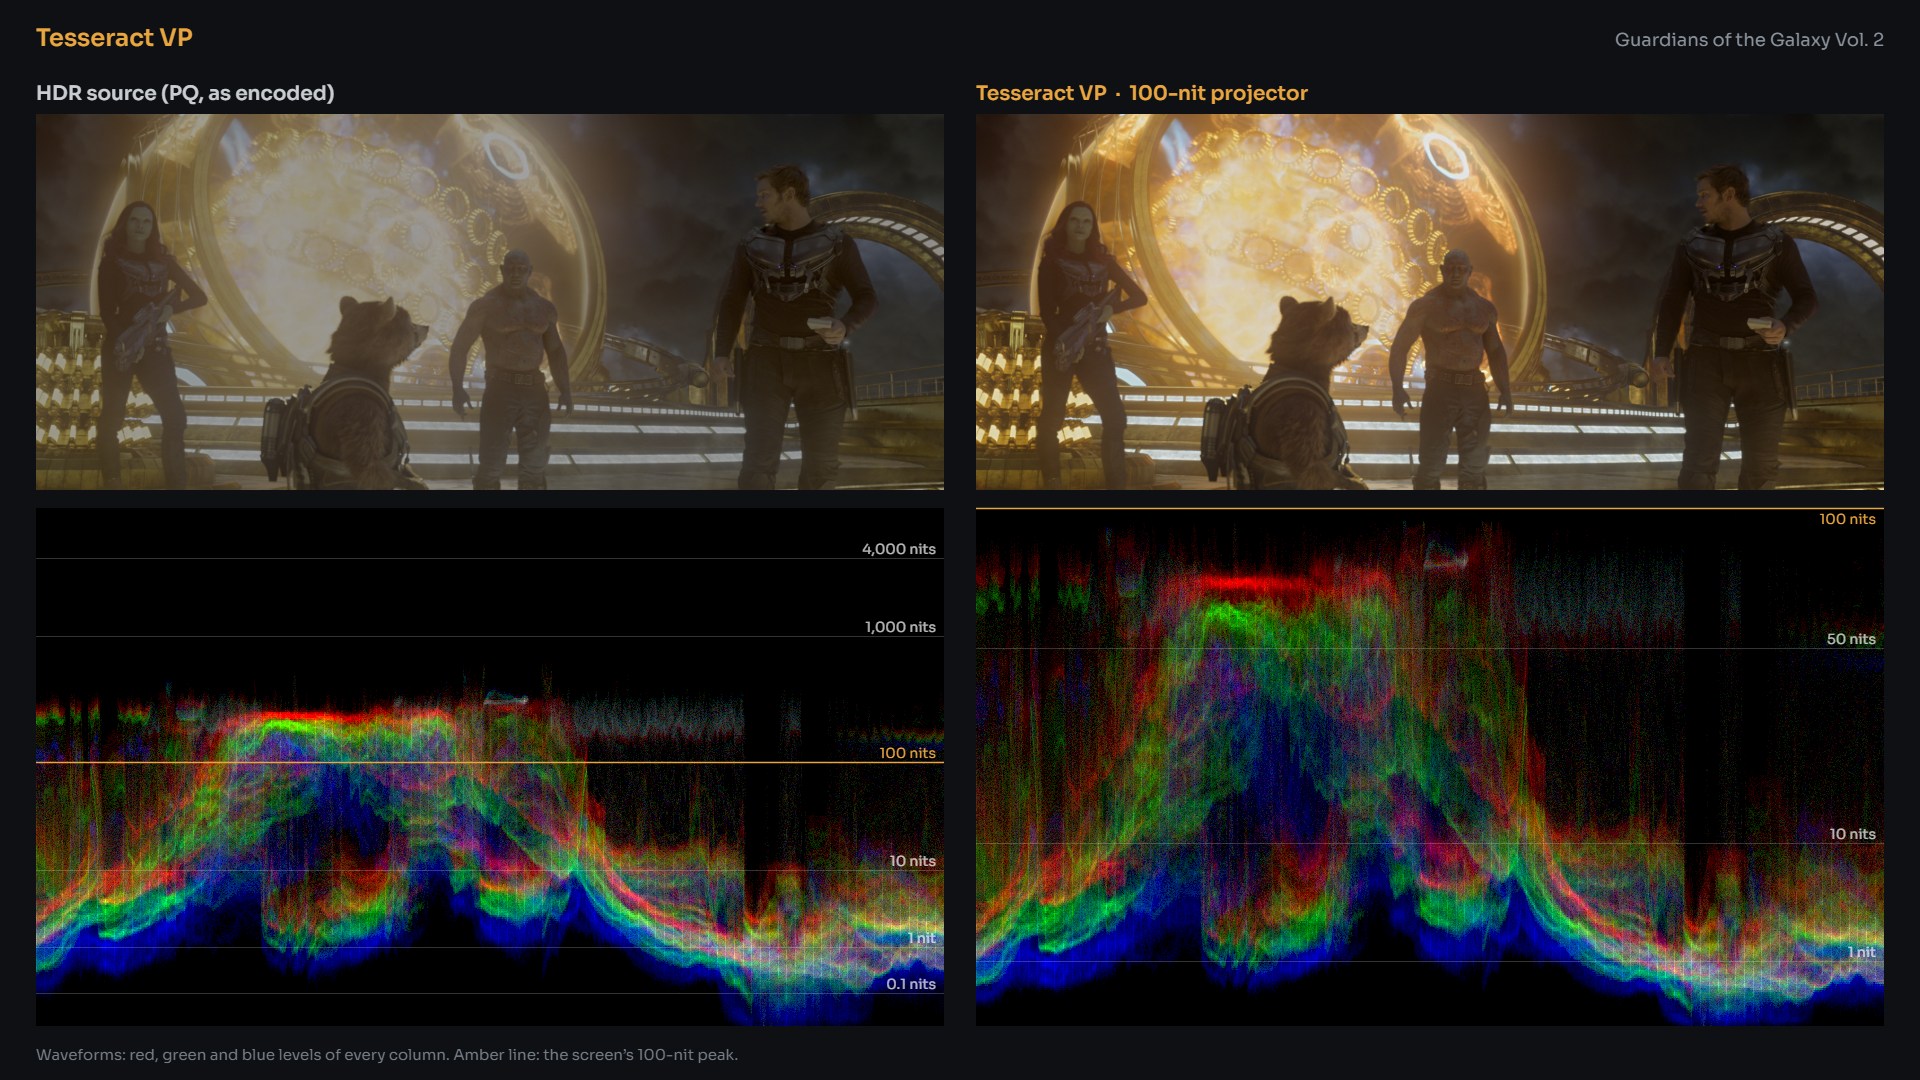 Tesseract VP
Guardians of the Galaxy Vol. 2
HDR source (PQ, as encoded)
Tesseract VP · 100-nit projector
4,000 nits
1,000 nits
100 nits
10 nits
1 nit
0.1 nits
100 nits
50 nits
10 nits
1 nit
Waveforms: red, green and blue levels of every column. Amber line: the screen’s 100-nit peak.